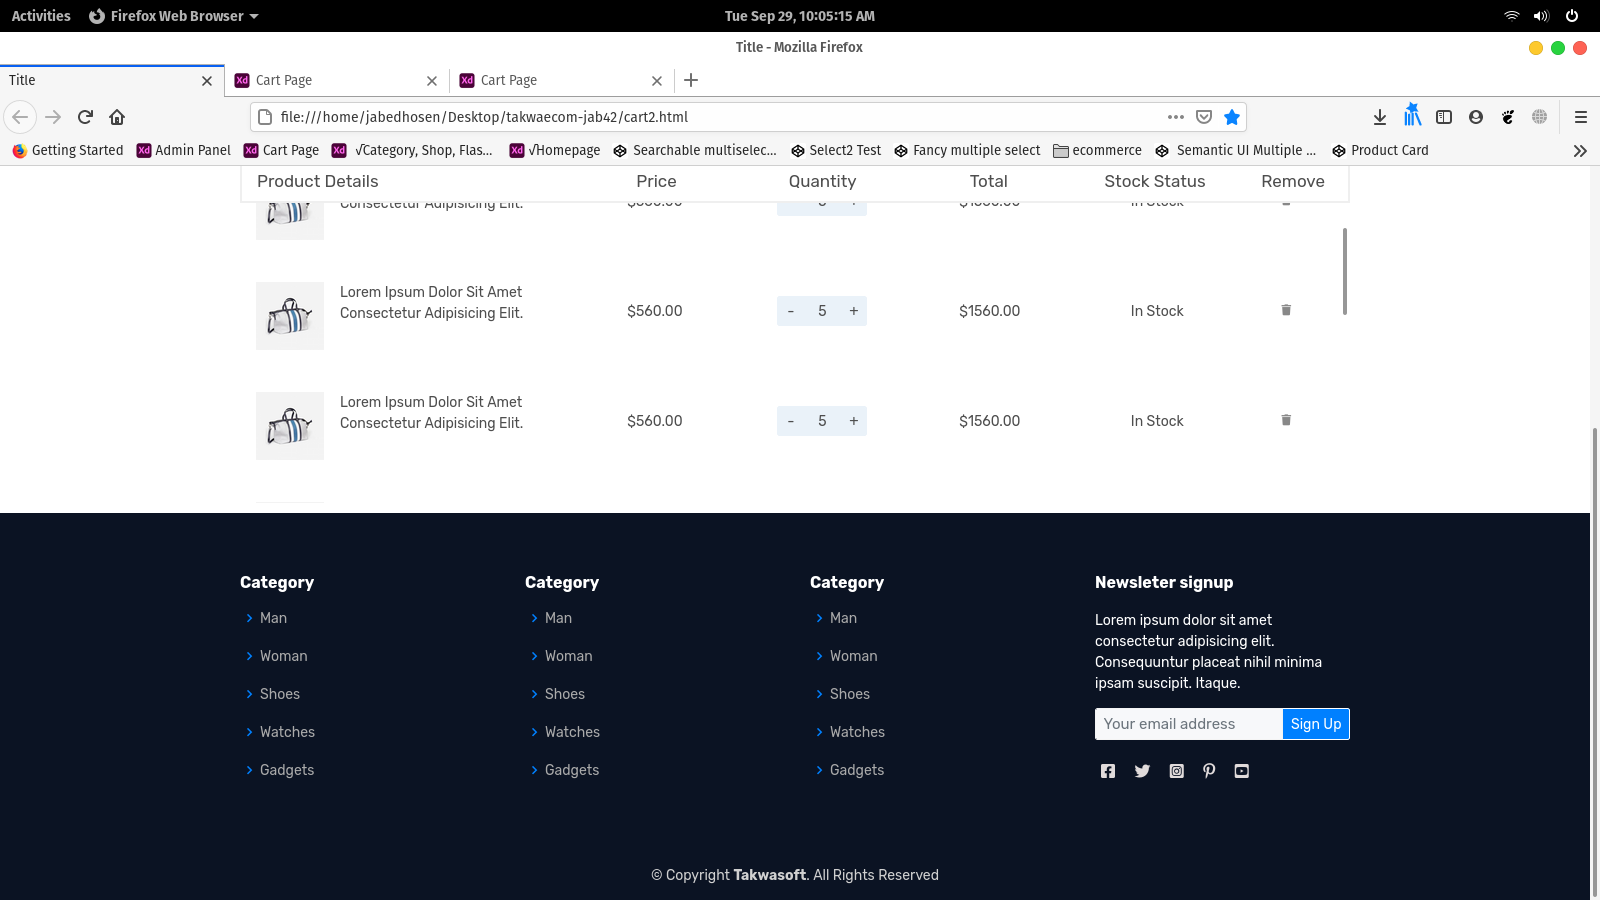 Activities Firefox Web Browser Tue Sep 29, 10:05:15 AM
Title - Mozilla Firefox
Title Cart Page Cart Page
file:///home/jabedhosen/Desktop/takwaecom-jab42/cart2.html
Getting Started Admin Panel Cart Page √Category, Shop, Flas... √Homepage Searchable multiselec... Select2 Test Fancy multiple select ecommerce Semantic UI Multiple ... Product Card
Product Details Price Quantity Total Stock Status Remove
Consectetur Adipisicing Elit.
Lorem Ipsum Dolor Sit Amet
Consectetur Adipisicing Elit.
$560.00 - 5 + $1560.00 In Stock
Lorem Ipsum Dolor Sit Amet
Consectetur Adipisicing Elit.
$560.00 - 5 + $1560.00 In Stock
Category
Man
Woman
Shoes
Watches
Gadgets
Category
Man
Woman
Shoes
Watches
Gadgets
Category
Man
Woman
Shoes
Watches
Gadgets
Newsleter signup
Lorem ipsum dolor sit amet
consectetur adipisicing elit.
Consequuntur placeat nihil minima
ipsam suscipit. Itaque.
Your email address Sign Up
© Copyright Takwasoft. All Rights Reserved